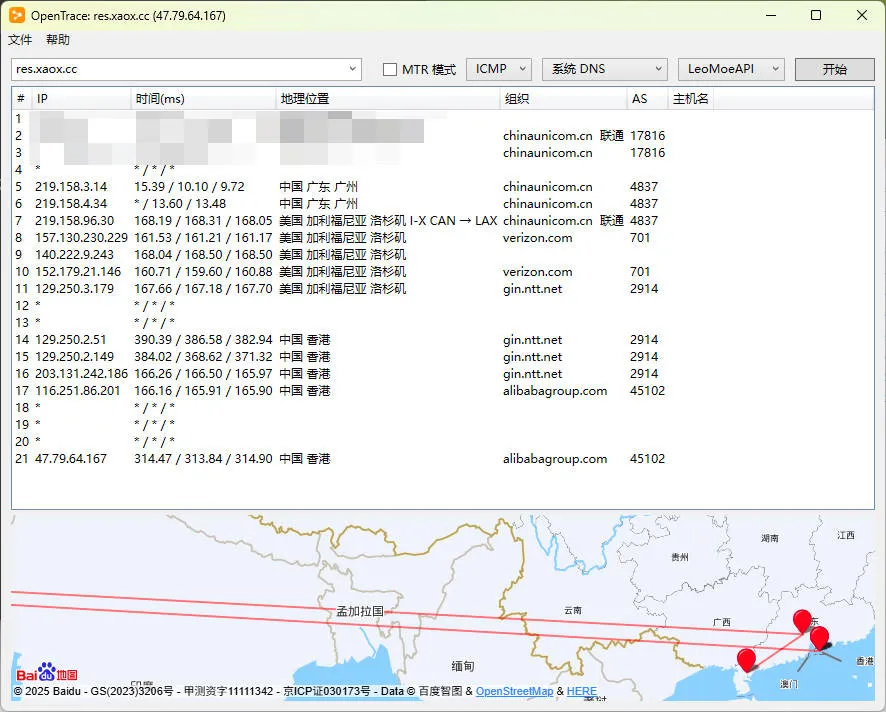 OpenTrace: res.xaox.cc (47.79.64.167)
文件 帮助
res.xaox.cc MTR 模式 ICMP 系统 DNS LeoMoeAPI 开始
# IP 时间(ms) 地理位置 组织 AS 主机名
1
2 chinaunicom.cn 联通 17816
3 chinaunicom.cn 17816
4 * * / * / *
5 219.158.3.14 15.39 / 10.10 / 9.72 中国 广东 广州 chinaunicom.cn 4837
6 219.158.4.34 * / 13.60 / 13.48 中国 广东 广州 chinaunicom.cn 4837
7 219.158.96.30 168.19 / 168.31 / 168.05 美国 加利福尼亚 洛杉矶 I-X CAN → LAX chinaunicom.cn 联通 4837
8 157.130.230.229 161.53 / 161.21 / 161.17 美国 加利福尼亚 洛杉矶 verizon.com 701
9 140.222.9.243 168.04 / 168.50 / 168.50 美国 加利福尼亚 洛杉矶
10 152.179.21.146 160.71 / 159.60 / 160.88 美国 加利福尼亚 洛杉矶 verizon.com 701
11 129.250.3.179 167.66 / 167.18 / 167.70 美国 加利福尼亚 洛杉矶 gin.ntt.net 2914
12 * * / * / *
13 * * / * / *
14 129.250.2.51 390.39 / 386.58 / 382.94 中国 香港 gin.ntt.net 2914
15 129.250.2.149 384.02 / 368.62 / 371.32 中国 香港 gin.ntt.net 2914
16 203.131.242.186 166.26 / 166.50 / 165.97 中国 香港 gin.ntt.net 2914
17 116.251.86.201 166.16 / 165.91 / 165.90 中国 香港 alibabagroup.com 45102
18 * * / * / *
19 * * / * / *
20 * * / * / *
21 47.79.64.167 314.47 / 313.84 / 314.90 中国 香港 alibabagroup.com 45102
湖南 江西
贵州
孟加拉国 云南 广西 东
缅甸 香港
Bai du 地图 印度 澳门
© 2025 Baidu - GS(2023)3206号 - 甲测资字11111342 - 京ICP证030173号 - Data © 百度智图 & OpenStreetMap & HERE